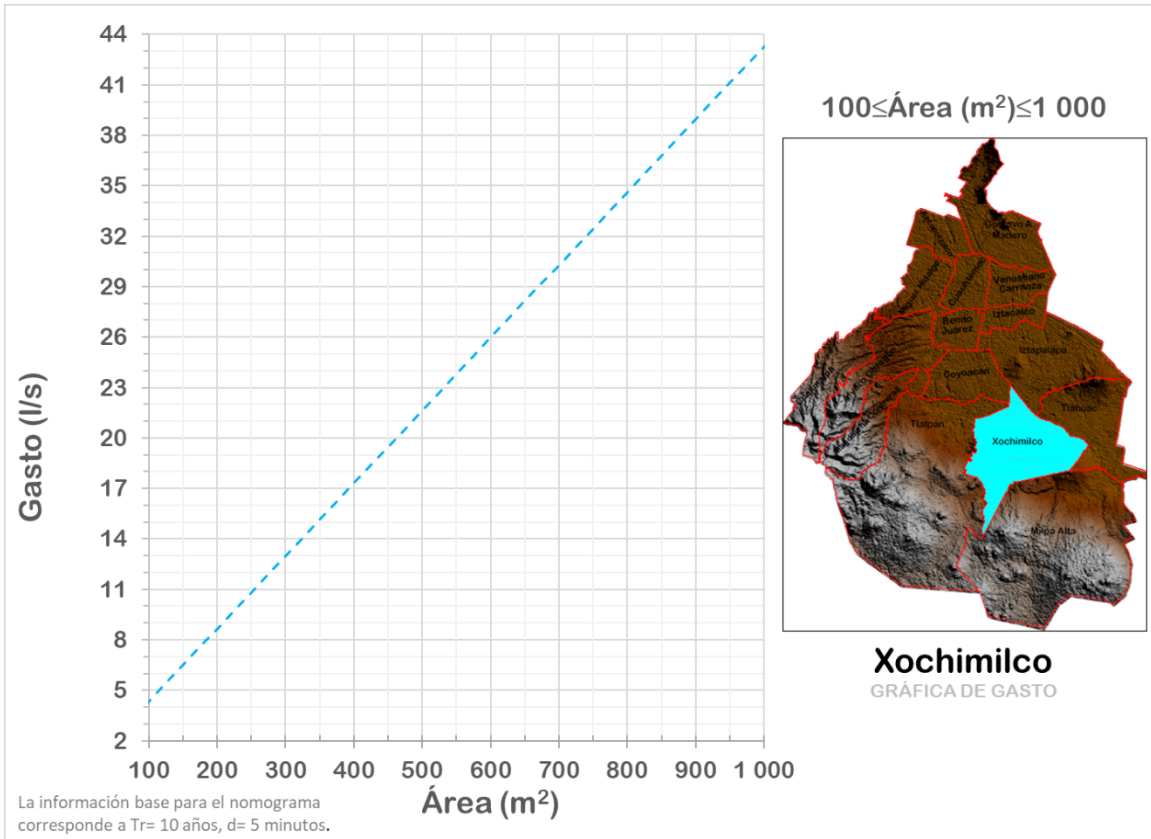 44
41
38
35
32
29
26
23
20
17
14
11
8
5
2
Gasto (l/s)
100 200 300 400 500 600 700 800 900 1 000
Área (m²)
La información base para el nomograma
corresponde a Tr= 10 años, d= 5 minutos.
100≤Área (m²)≤1 000
Gustavo A.
Madero
Miguel Hidalgo
Cuauhtémoc
Venustiano
Carranza
Iztacalco
Benito
Juárez
Iztapalapa
Coyoacán
Tláhuac
Tlalpan
Xochimilco
Milpa Alta
Xochimilco
GRÁFICA DE GASTO